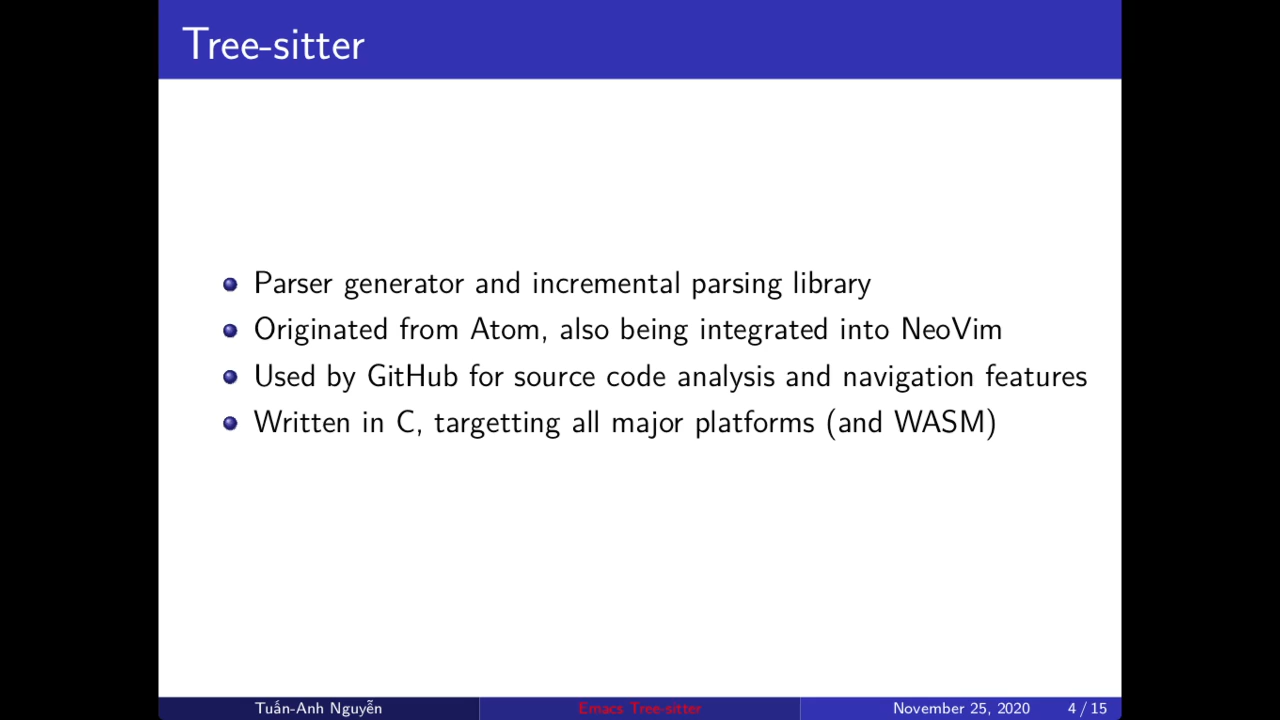 Tree-sitter
Parser generator and incremental parsing library
Originated from Atom, also being integrated into NeoVim
Used by GitHub for source code analysis and navigation features
Written in C, targetting all major platforms (and WASM)
Tuấn-Anh Nguyễn
Emacs Tree-sitter
November 25, 2020
4 / 15